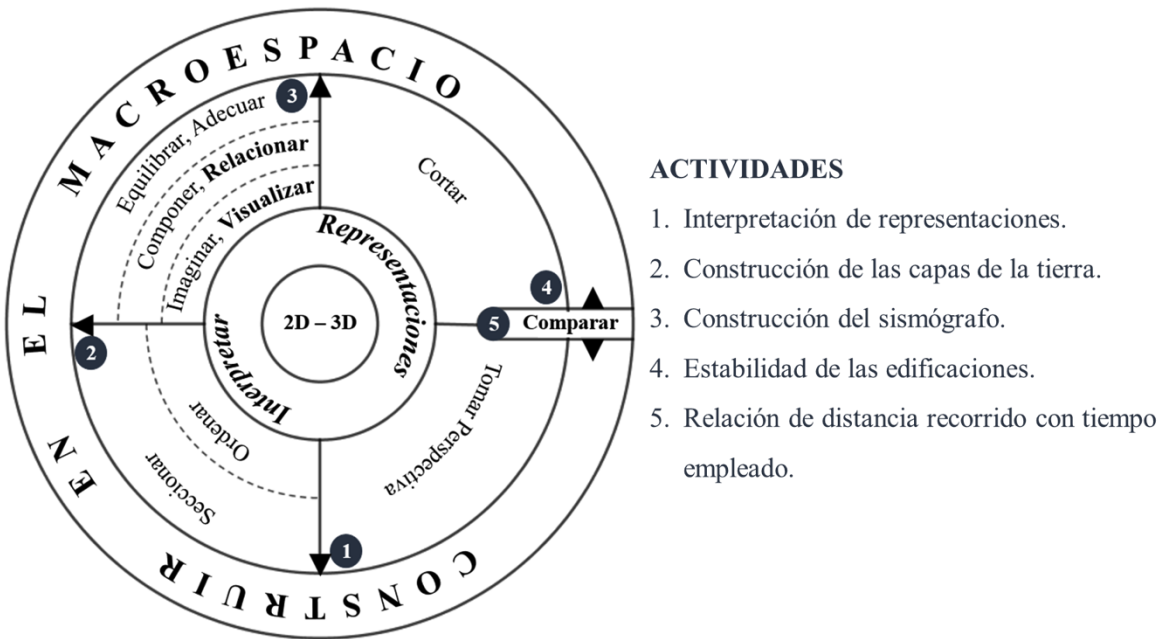 CONSTRUIR EN EL MACROESPACIO
3
Equilibrar, Adecuar
Componer, Relacionar
Imaginar, Visualizar
Cortar
Interpretar Representaciones
2D – 3D
4
5
Comparar
2
Ordenar
Seccionar
Tomar Perspectiva
1
ACTIVIDADES
1. Interpretación de representaciones.
2. Construcción de las capas de la tierra.
3. Construcción del sismógrafo.
4. Estabilidad de las edificaciones.
5. Relación de distancia recorrido con tiempo
empleado.